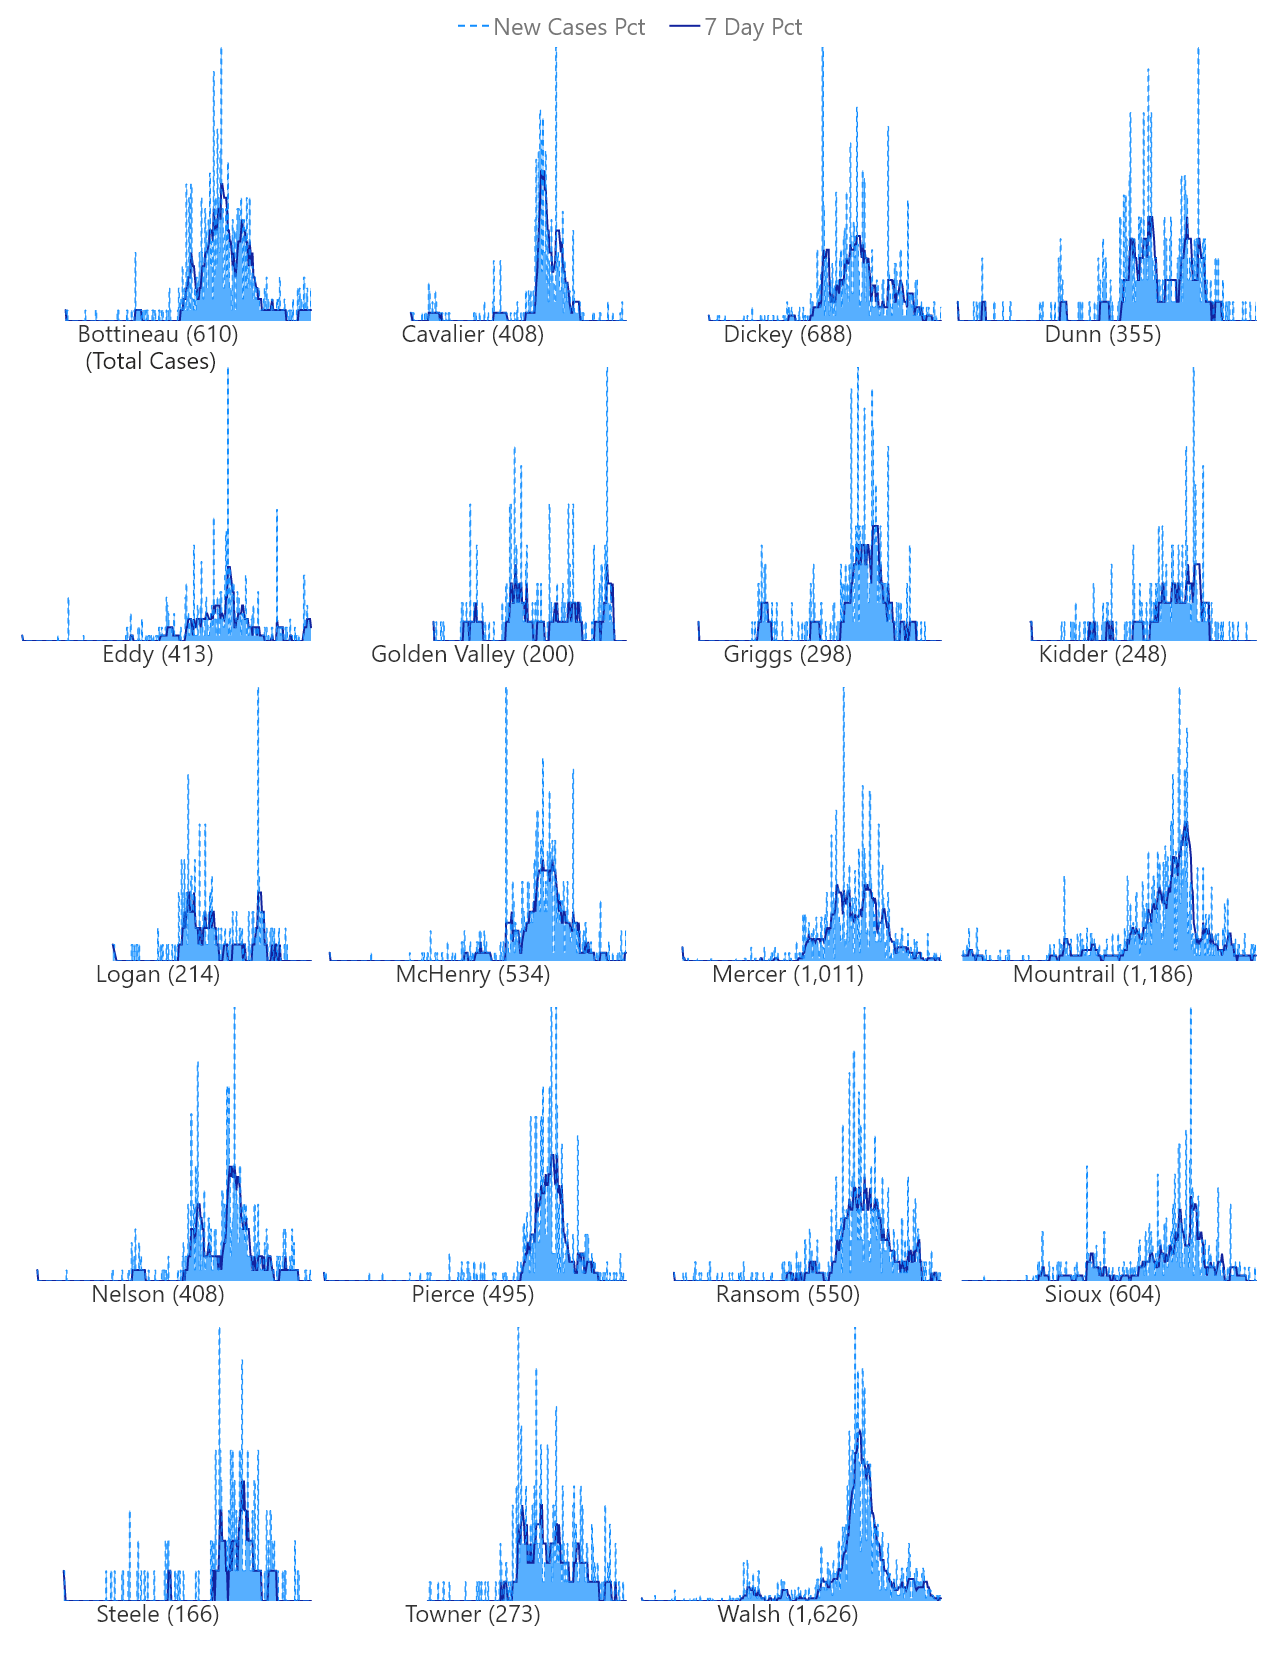 New Cases Pct 7 Day Pct
Bottineau (610) Cavalier (408) Dickey (688) Dunn (355)
(Total Cases)
Eddy (413) Golden Valley (200) Griggs (298) Kidder (248)
Logan (214) McHenry (534) Mercer (1,011) Mountrail (1,186)
Nelson (408) Pierce (495) Ransom (550) Sioux (604)
Steele (166) Towner (273) Walsh (1,626)